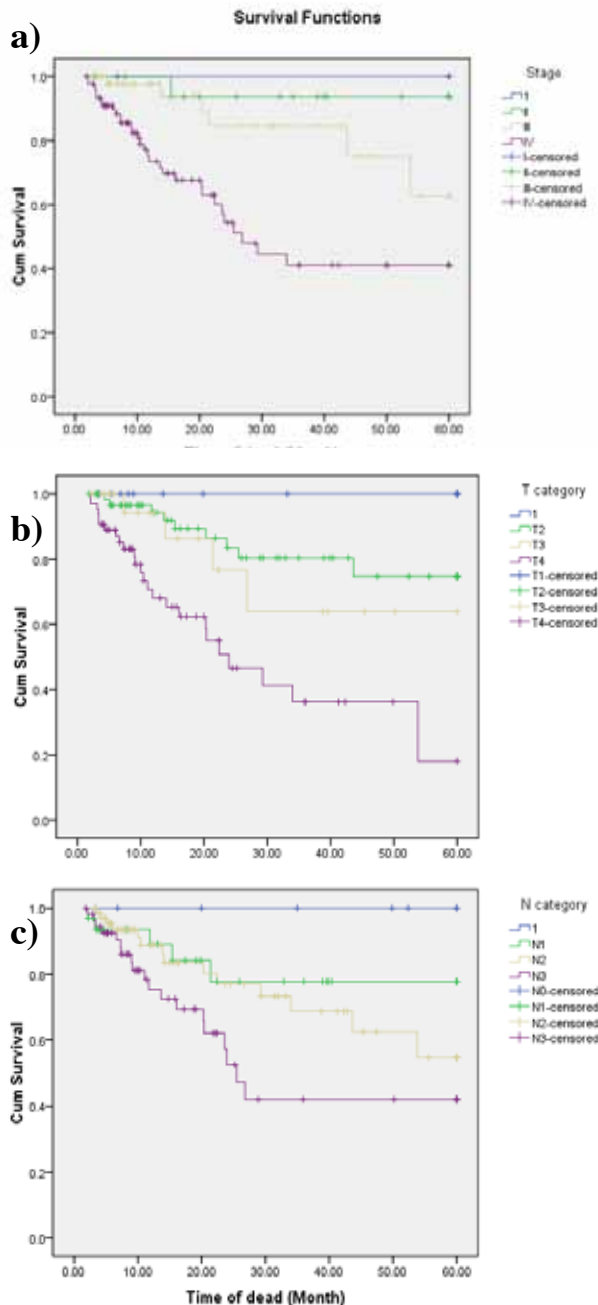 Survival Functions
a)
Stage
I
II
III
IV
I-censored
II-censored
III-censored
IV-censored
Cum Survival
1.0
0.8
0.6
0.4
0.2
0.0
0.00 10.00 20.00 30.00 40.00 50.00 60.00
b)
T category
1
T2
T3
T4
T1-censored
T2-censored
T3-censored
T4-censored
Cum Survival
1.0
0.8
0.6
0.4
0.2
0.0
0.00 10.00 20.00 30.00 40.00 50.00 60.00
c)
N category
1
N1
N2
N3
N0-censored
N1-censored
N2-censored
N3-censored
Cum Survival
1.0
0.8
0.6
0.4
0.2
0.0
0.00 10.00 20.00 30.00 40.00 50.00 60.00
Time of dead (Month)